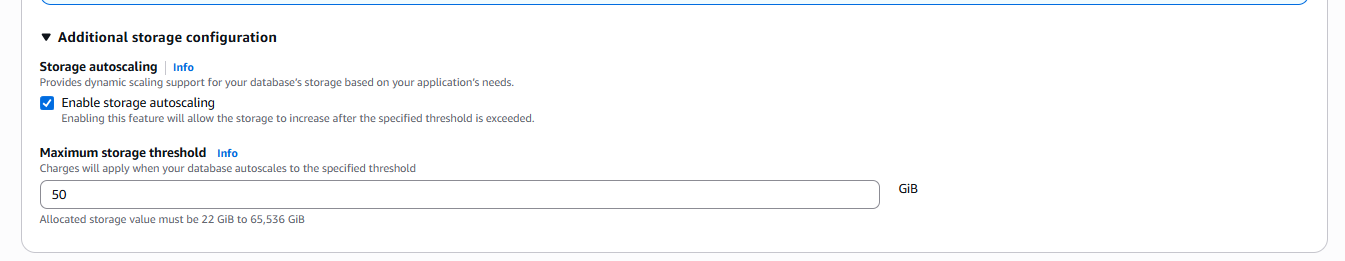 Additional storage configuration
Storage autoscaling Info
Provides dynamic scaling support for your database's storage based on your application's needs.
Enable storage autoscaling
Enabling this feature will allow the storage to increase after the specified threshold is exceeded.
Maximum storage threshold Info
Charges will apply when your database autoscales to the specified threshold
50 GiB
Allocated storage value must be 22 GiB to 65,536 GiB